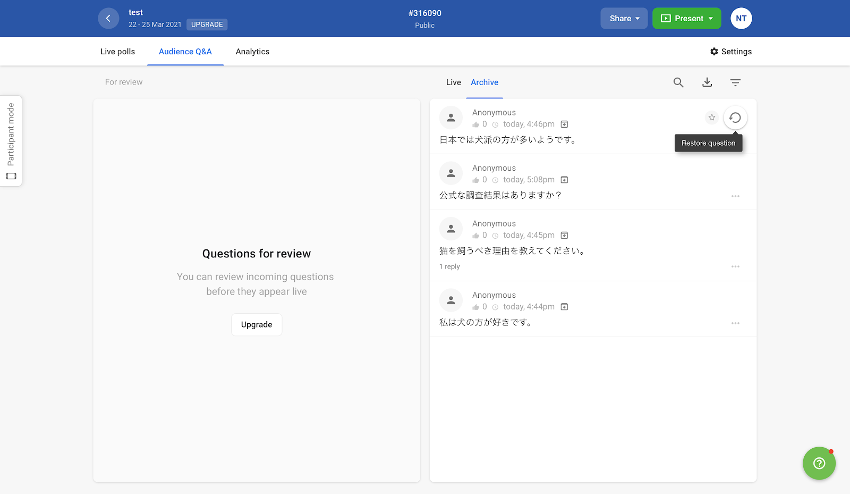 test
22 - 25 Mar 2021 UPGRADE
#316090
Public
Share
Present
NT
Live polls
Audience Q&A
Analytics
Settings
Participant mode
For review
Live
Archive
Questions for review
You can review incoming questions
before they appear live
Upgrade
Anonymous
0 today, 4:46pm
日本では犬派の方が多いようです。
Restore question
Anonymous
0 today, 5:08pm
公式な調査結果はありますか？
Anonymous
0 today, 4:45pm
猫を飼うべき理由を教えてください。
1 reply
Anonymous
0 today, 4:44pm
私は犬の方が好きです。